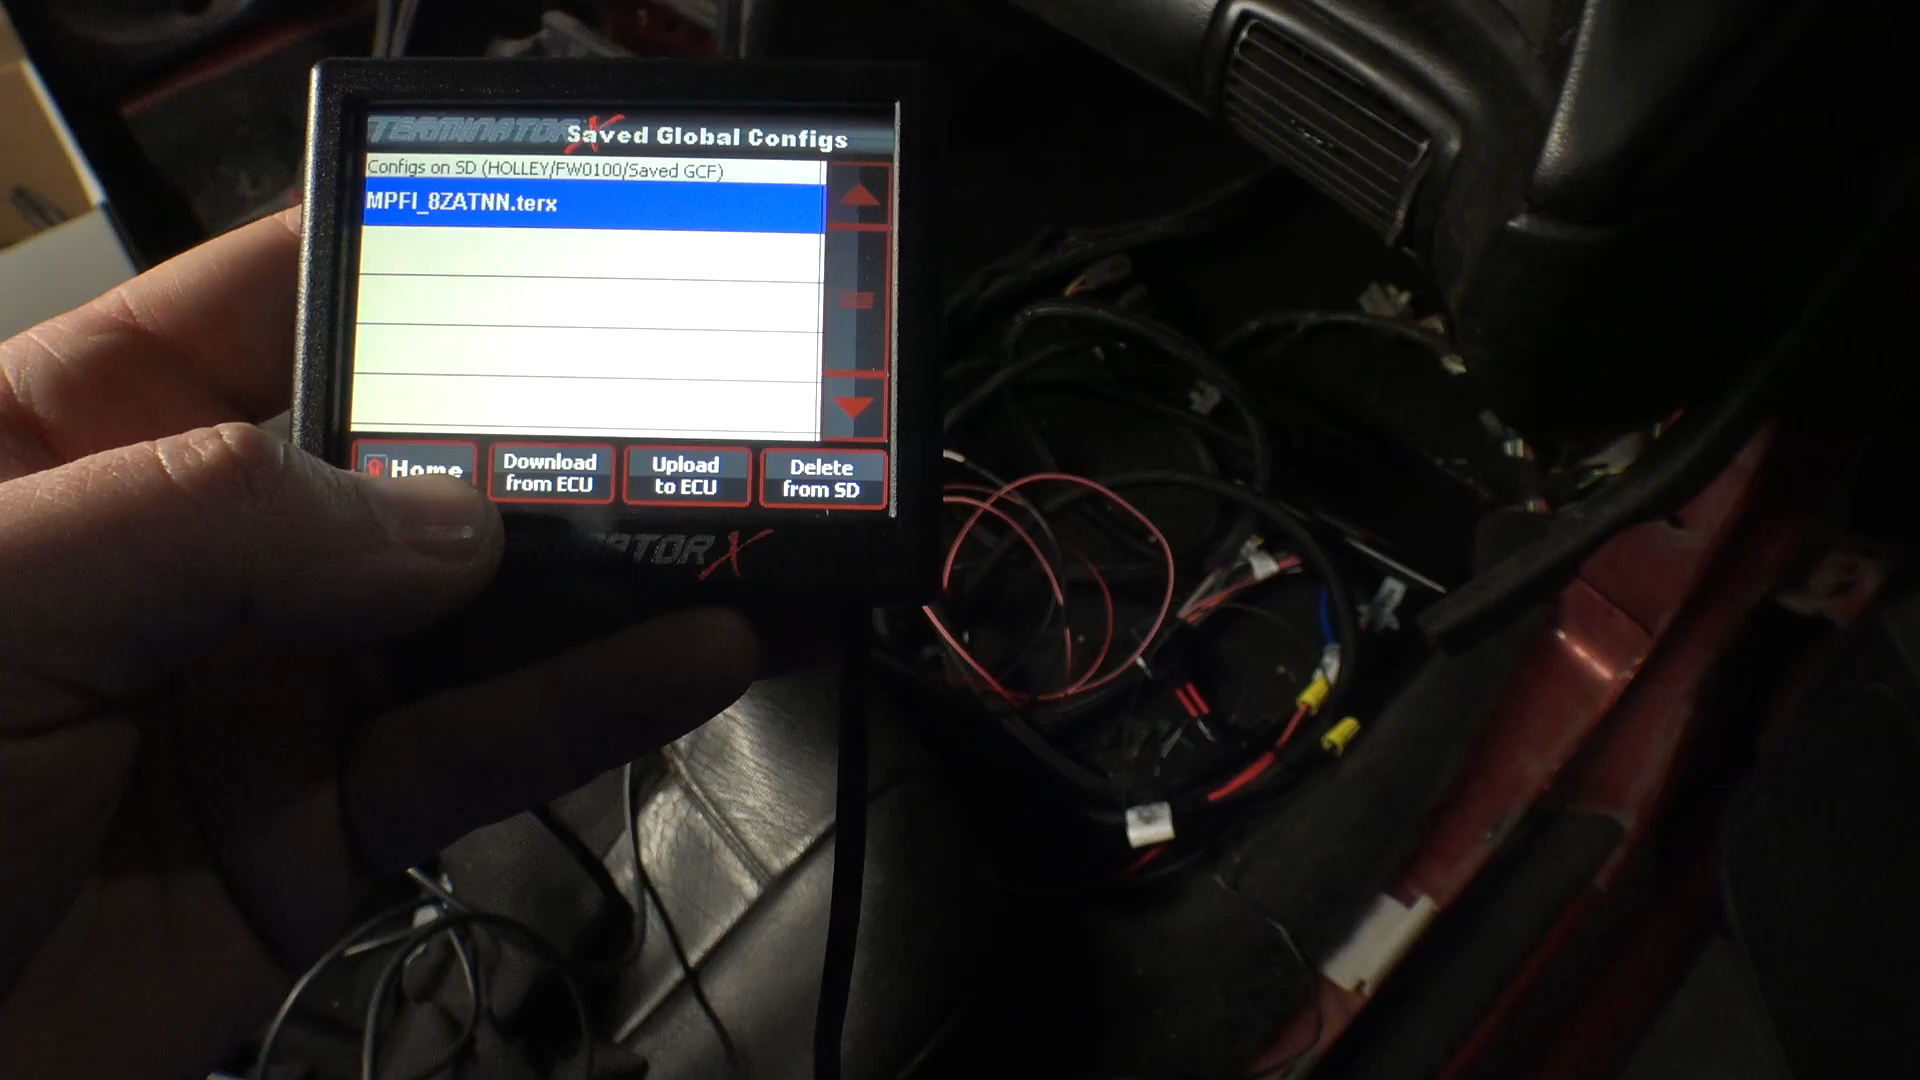 TERMINATOR X
Saved Global Configs
Configs on SD (HOLLEY/FW0100/Saved GCF)
MPFI_8ZATNN.terx
Home
Download
from ECU
Upload
to ECU
Delete
from SD
TERMINATOR X